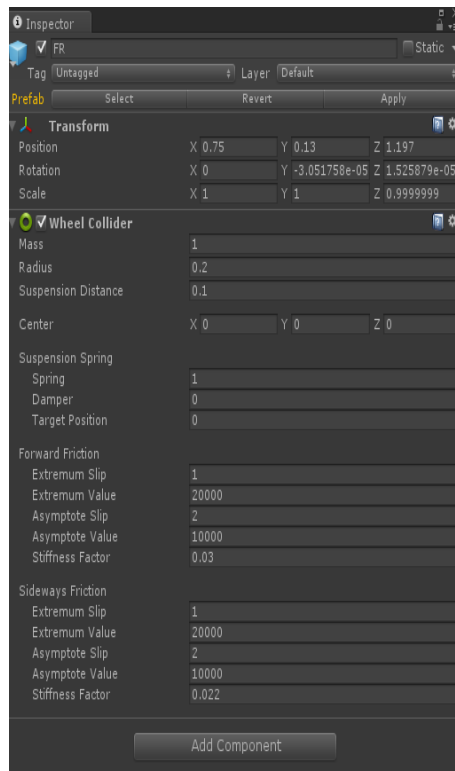 Inspector
FR Static
Tag Untagged Layer Default
Prefab Select Revert Apply
Transform
Position X 0.75 Y 0.13 Z 1.197
Rotation X 0 Y -3.051758e-05 Z 1.525879e-05
Scale X 1 Y 1 Z 0.9999999
Wheel Collider
Mass 1
Radius 0.2
Suspension Distance 0.1
Center X 0 Y 0 Z 0
Suspension Spring
Spring 1
Damper 0
Target Position 0
Forward Friction
Extremum Slip 1
Extremum Value 20000
Asymptote Slip 2
Asymptote Value 10000
Stiffness Factor 0.03
Sideways Friction
Extremum Slip 1
Extremum Value 20000
Asymptote Slip 2
Asymptote Value 10000
Stiffness Factor 0.022
Add Component